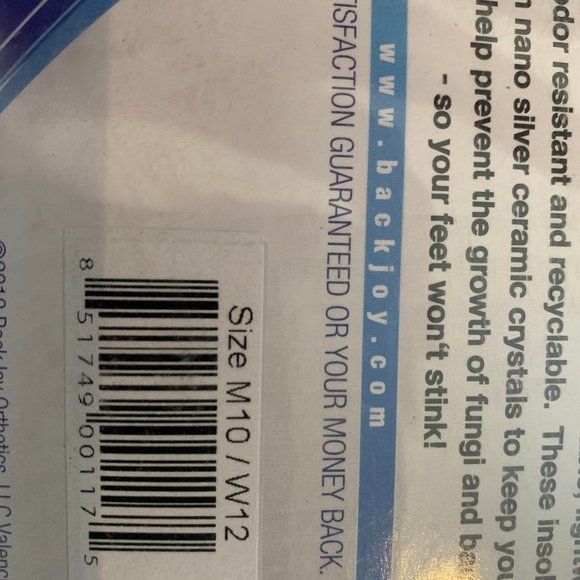 odor resistant and recyclable. These
nano silver ceramic crystals to keep
help prevent the growth of fungi and
- so your feet won't stink!
www.backjoy.com
SATISFACTION GUARANTEED OR YOUR MONEY BACK.
Size M10 / W12
8 51749 00117 5
Orthotics, LLC